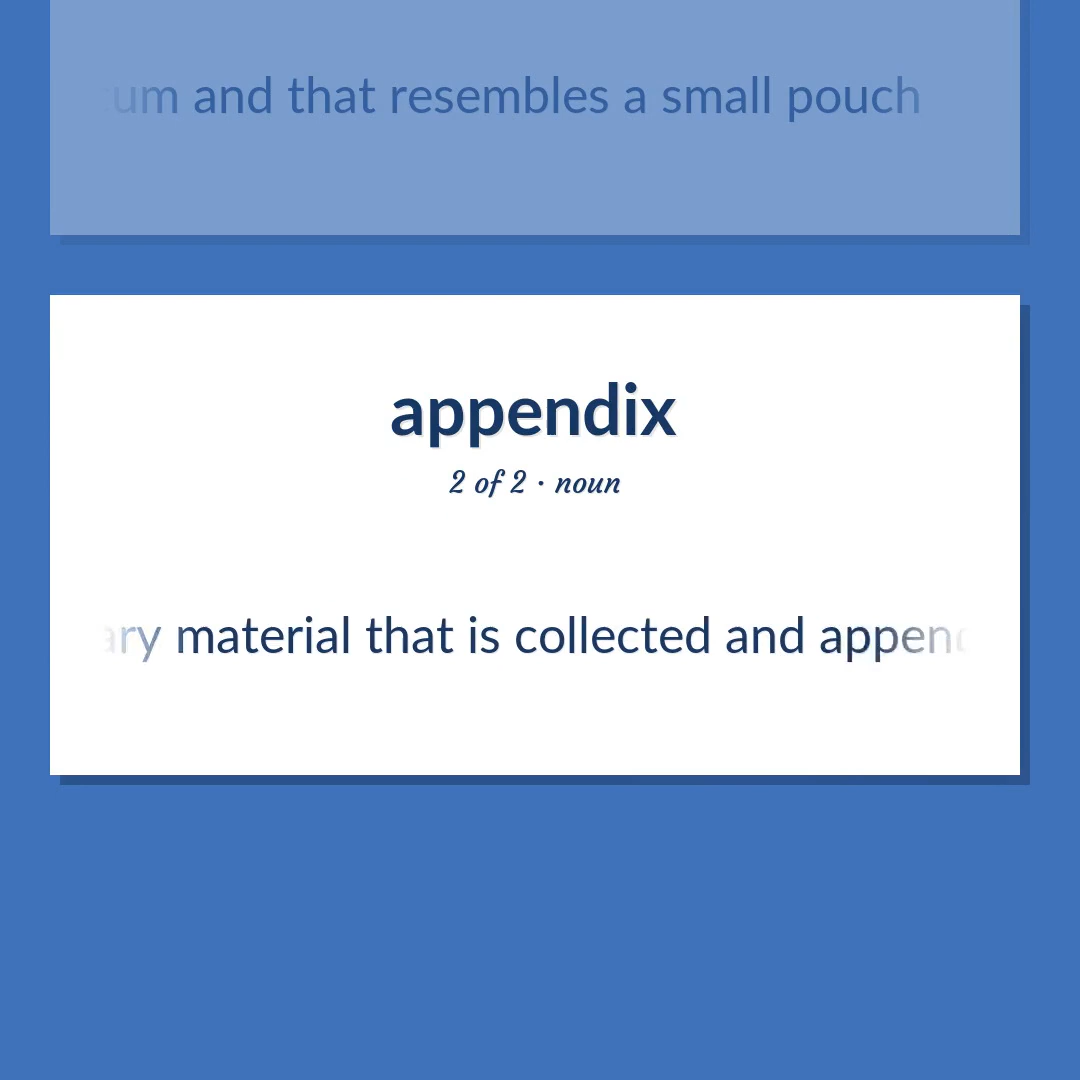 and that resembles a small pouch
appendix
2 of 2 · noun
material that is collected and